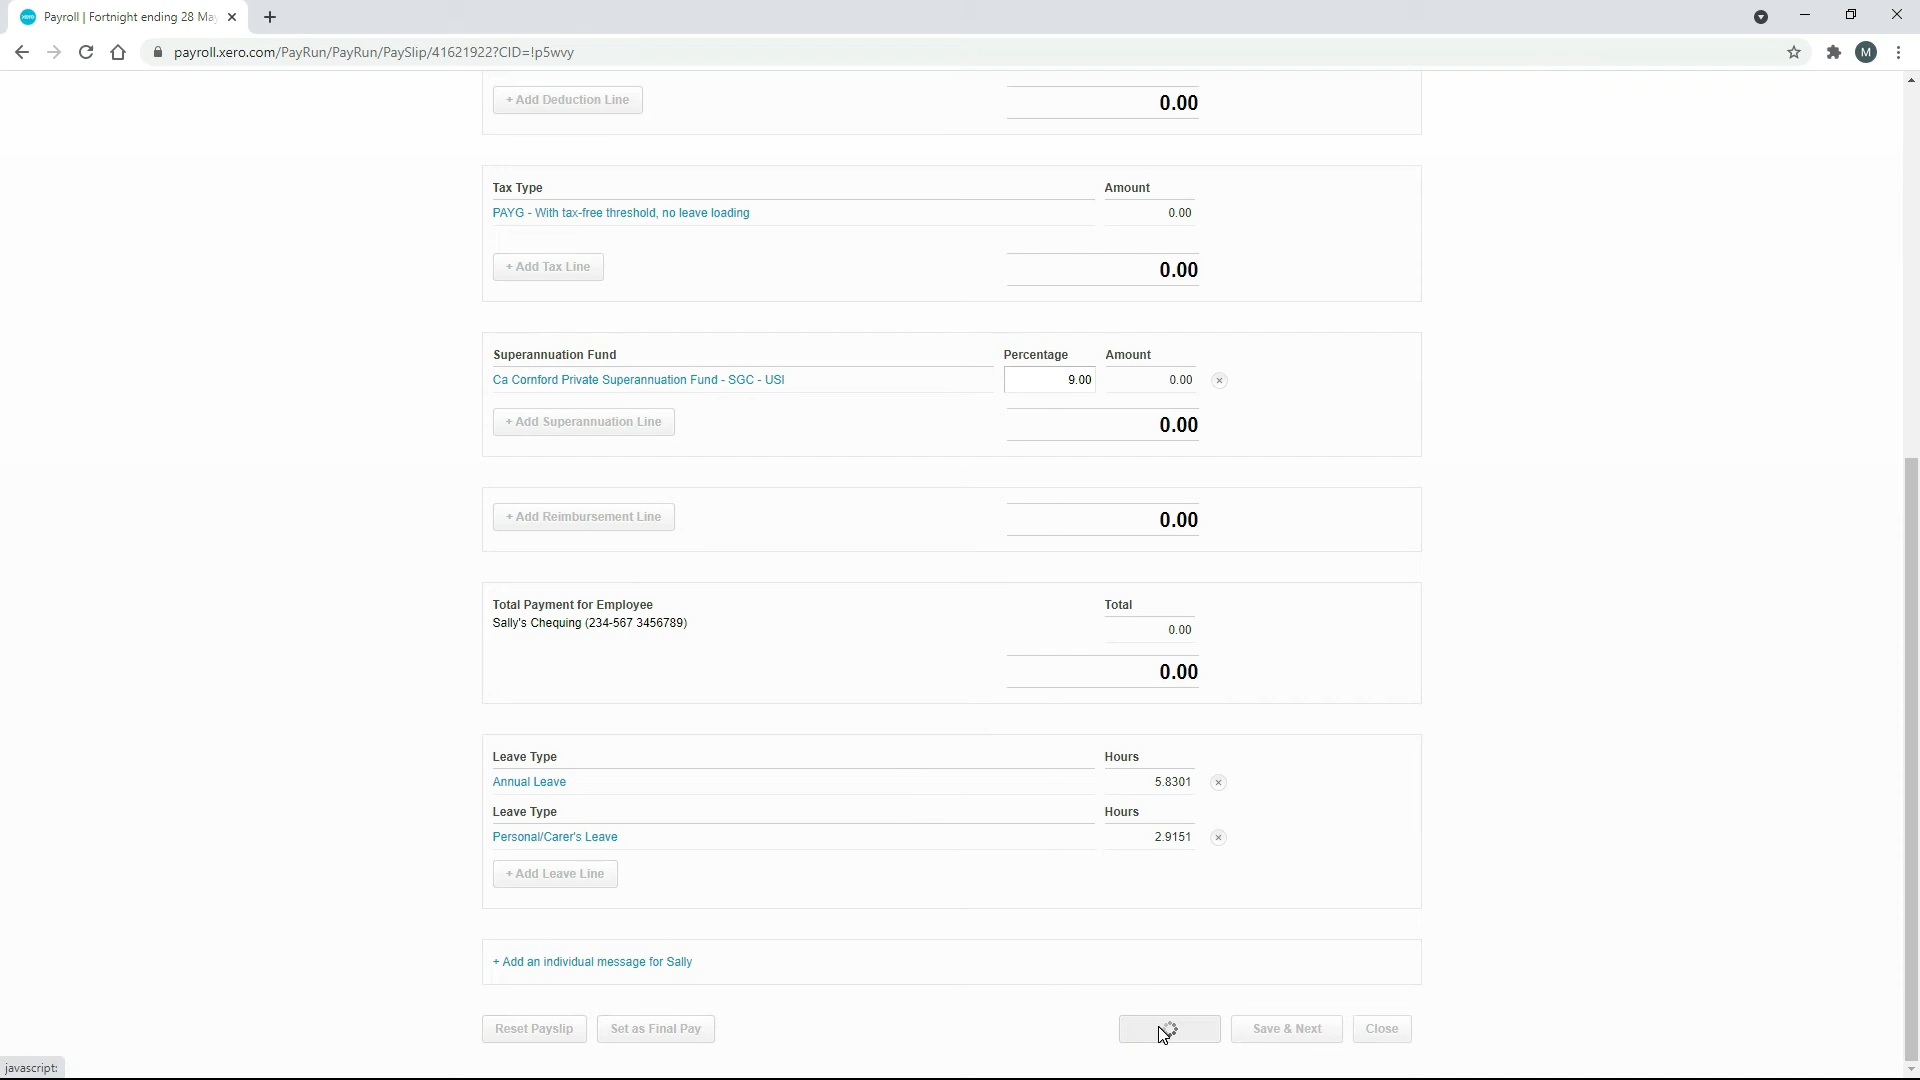 Payroll | Fortnight ending 28 Ma
payroll.xero.com/PayRun/PayRun/PaySlip/41621922?CID=!p5wvy
M
+ Add Deduction Line
0.00
Tax Type Amount
PAYG - With tax-free threshold, no leave loading 0.00
+ Add Tax Line 0.00
Superannuation Fund Percentage Amount
Ca Cornford Private Superannuation Fund - SGC - USI 9.00 0.00
+ Add Superannuation Line 0.00
+ Add Reimbursement Line 0.00
Total Payment for Employee Total
Sally's Chequing (234-567 3456789)
0.00
0.00
Leave Type Hours
Annual Leave 5.8301
Leave Type Hours
Personal/Carer's Leave 2.9151
+ Add Leave Line
+ Add an individual message for Sally
Reset Payslip Set as Final Pay Save & Next Close
javascript: